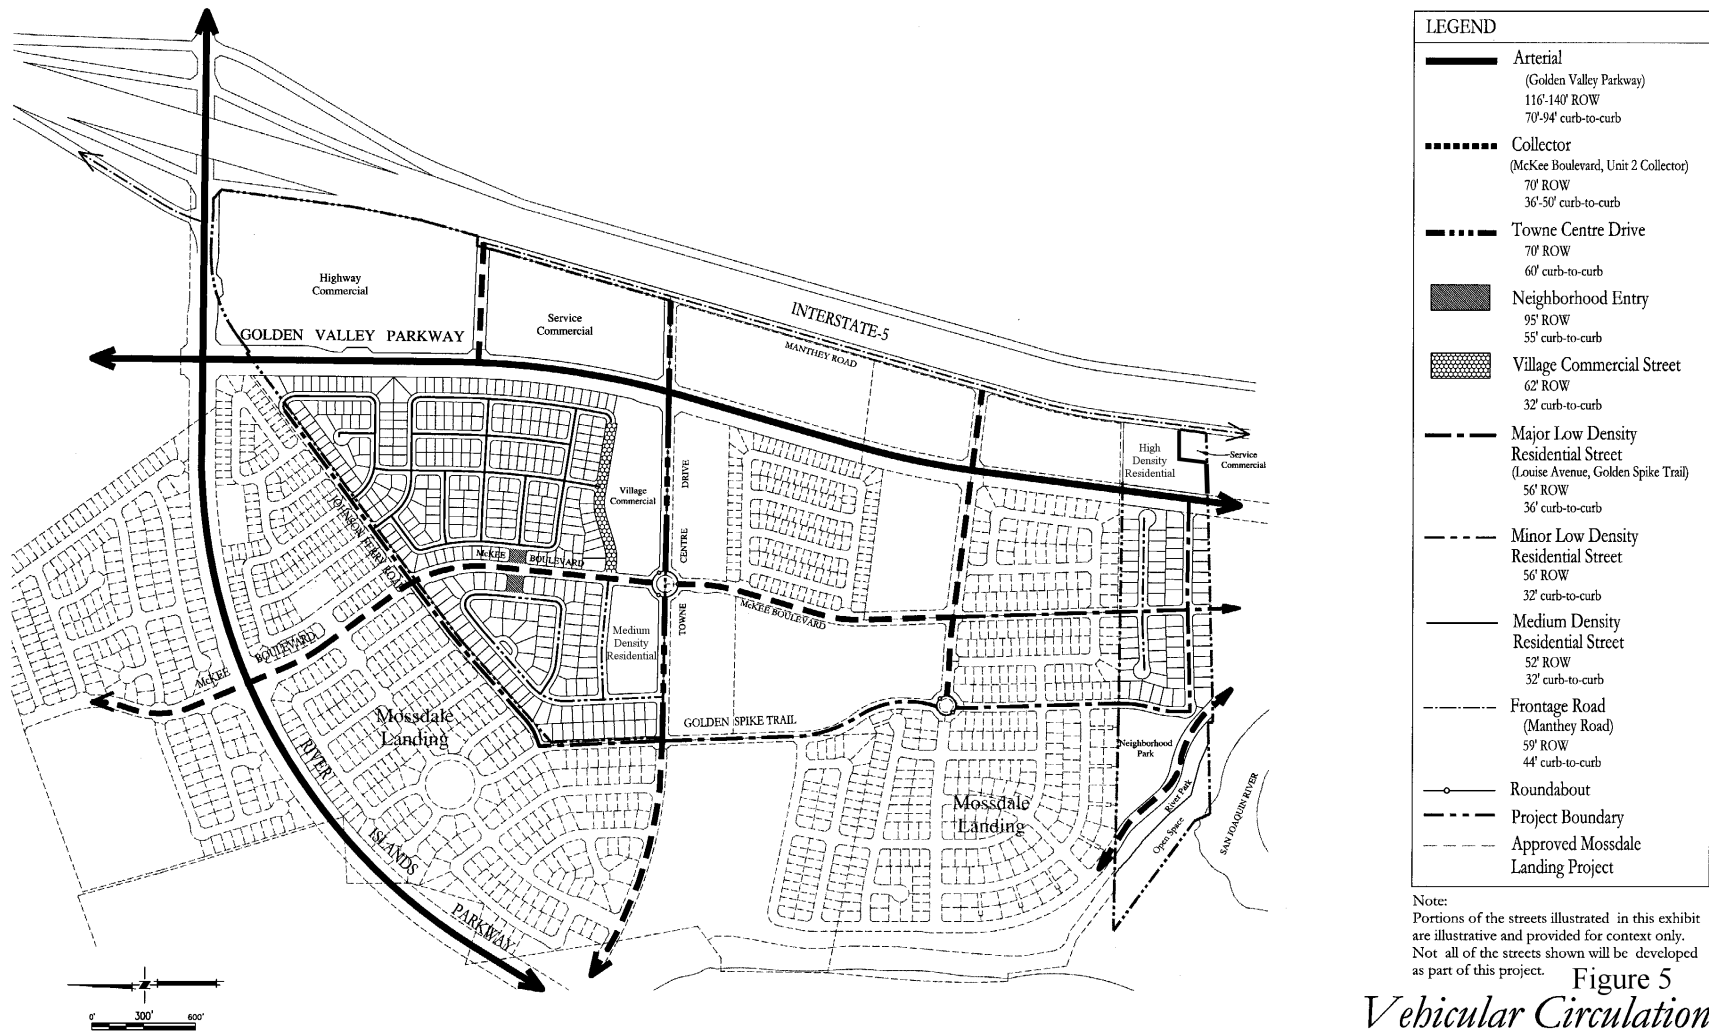 Highway
Commercial
Service
Commercial
GOLDEN VALLEY PARKWAY
INTERSTATE-5
MANTHEY ROAD
High
Density
Residential
Service
Commercial
Village
Commercial
DRIVE
CENTRE
TOWNE
JOHNSON FERRY ROAD
McKEE BOULEVARD
McKEE BOULEVARD
McKEE BOULEVARD
Medium
Density
Residential
GOLDEN SPIKE TRAIL
Mossdale
Landing
Neighborhood
Park
River Park
Open Space
SAN JOAQUIN RIVER
Mossdale
Landing
RIVER
ISLANDS
PARKWAY
Z
0' 300' 600'
LEGEND
Arterial
(Golden Valley Parkway)
116'-140' ROW
70'-94' curb-to-curb
Collector
(McKee Boulevard, Unit 2 Collector)
70' ROW
36'-50' curb-to-curb
Towne Centre Drive
70' ROW
60' curb-to-curb
Neighborhood Entry
95' ROW
55' curb-to-curb
Village Commercial Street
62' ROW
32' curb-to-curb
Major Low Density
Residential Street
(Louise Avenue, Golden Spike Trail)
56' ROW
36' curb-to-curb
Minor Low Density
Residential Street
56' ROW
32' curb-to-curb
Medium Density
Residential Street
52' ROW
32' curb-to-curb
Frontage Road
(Manthey Road)
59' ROW
44' curb-to-curb
Roundabout
Project Boundary
Approved Mossdale
Landing Project
Note:
Portions of the streets illustrated in this exhibit
are illustrative and provided for context only.
Not all of the streets shown will be developed
as part of this project.
Figure 5
Vehicular Circulation